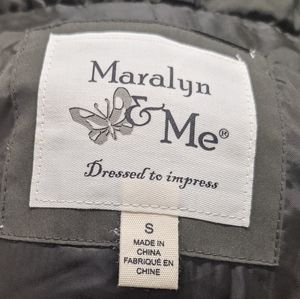 Maralyn
& Me®
Dressed to impress
S
MADE IN
CHINA
FABRIQUÉ EN
CHINE